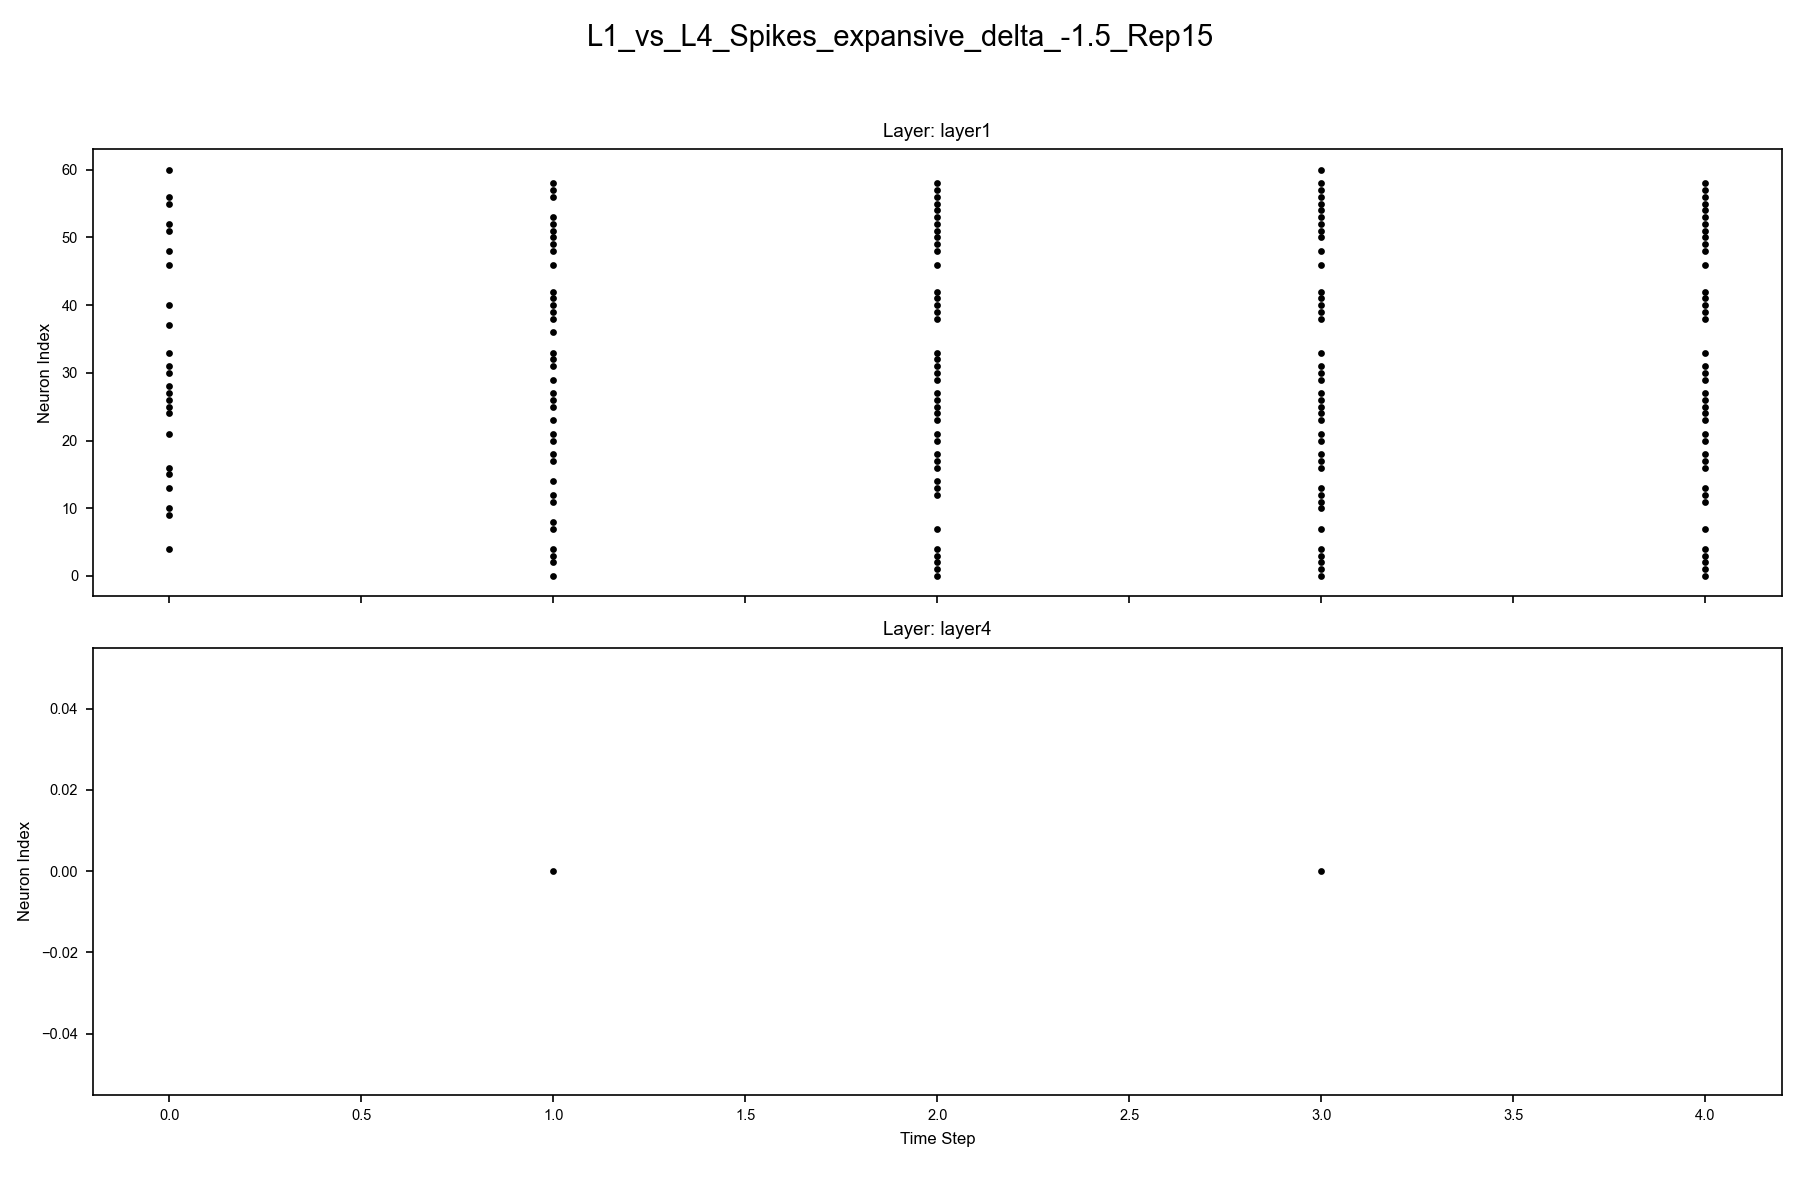 L1_vs_L4_Spikes_expansive_delta_-1.5_Rep15
Layer: layer1
60
50
40
30
20
10
0
Neuron Index
Layer: layer4
0.04
0.02
0.00
−0.02
−0.04
Neuron Index
0.0 0.5 1.0 1.5 2.0 2.5 3.0 3.5 4.0
Time Step